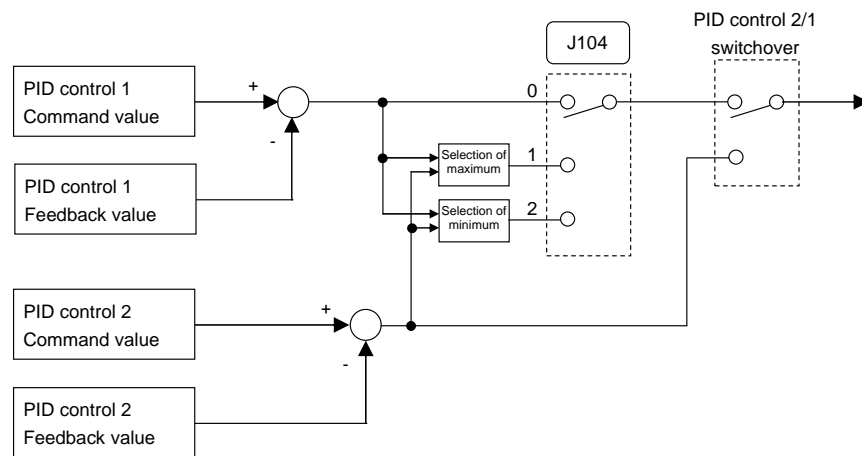 J104
PID control 2/1
switchover
PID control 1
Command value
+
-
0
PID control 1
Feedback value
Selection of
maximum
1
Selection of
minimum
2
PID control 2
Command value
+
-
PID control 2
Feedback value